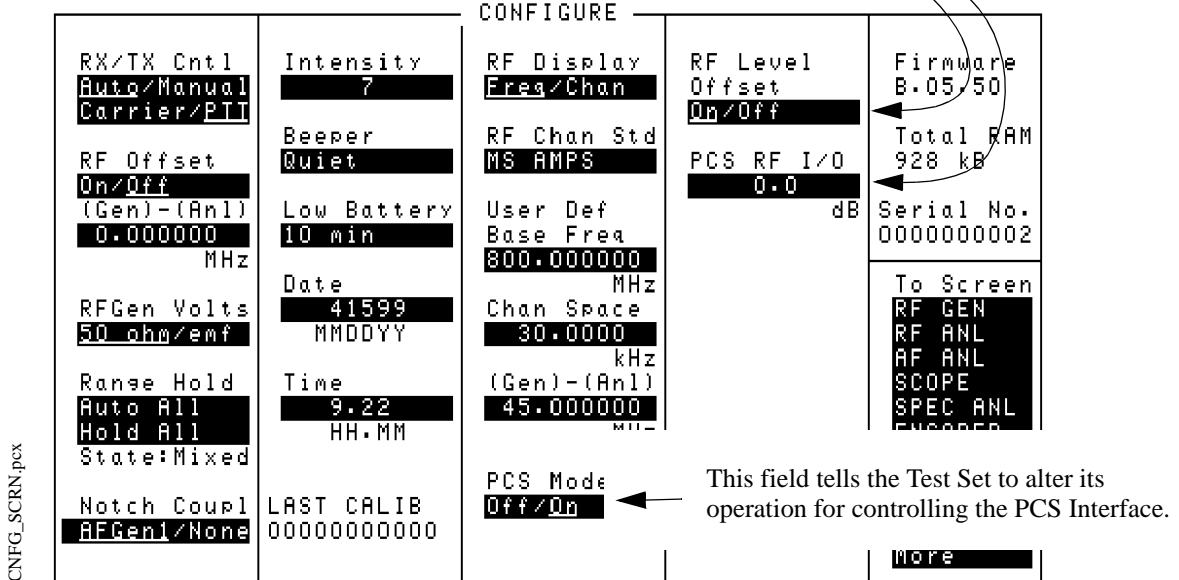 CONFIGURE
RX/TX Cntl
Auto/Manual
Carrier/PTT
RF Offset
On/Off
(Gen)-(Anl)
0.000000
MHz
RFGen Volts
50 ohm/emf
Range Hold
Auto All
Hold All
State:Mixed
Notch Coupl
AFGen1/None
Intensity
7
Beeper
Quiet
Low Battery
10 min
Date
41599
MMDDYY
Time
9.22
HH.MM
LAST CALIB
00000000000
RF Display
Freq/Chan
RF Chan Std
MS AMPS
User Def
Base Freq
800.000000
MHz
Chan Space
30.0000
kHz
(Gen)-(Anl)
45.000000
MHz
PCS Mode
Off/On
RF Level
Offset
On/Off
PCS RF I/O
0.0
dB
Firmware
B.05.50
Total RAM
928 kB
Serial No.
0000000002
To Screen
RF GEN
RF ANL
AF ANL
SCOPE
SPEC ANL
ENCODER
More
This field tells the Test Set to alter its
operation for controlling the PCS Interface.
CNFG_SCRN.pcx